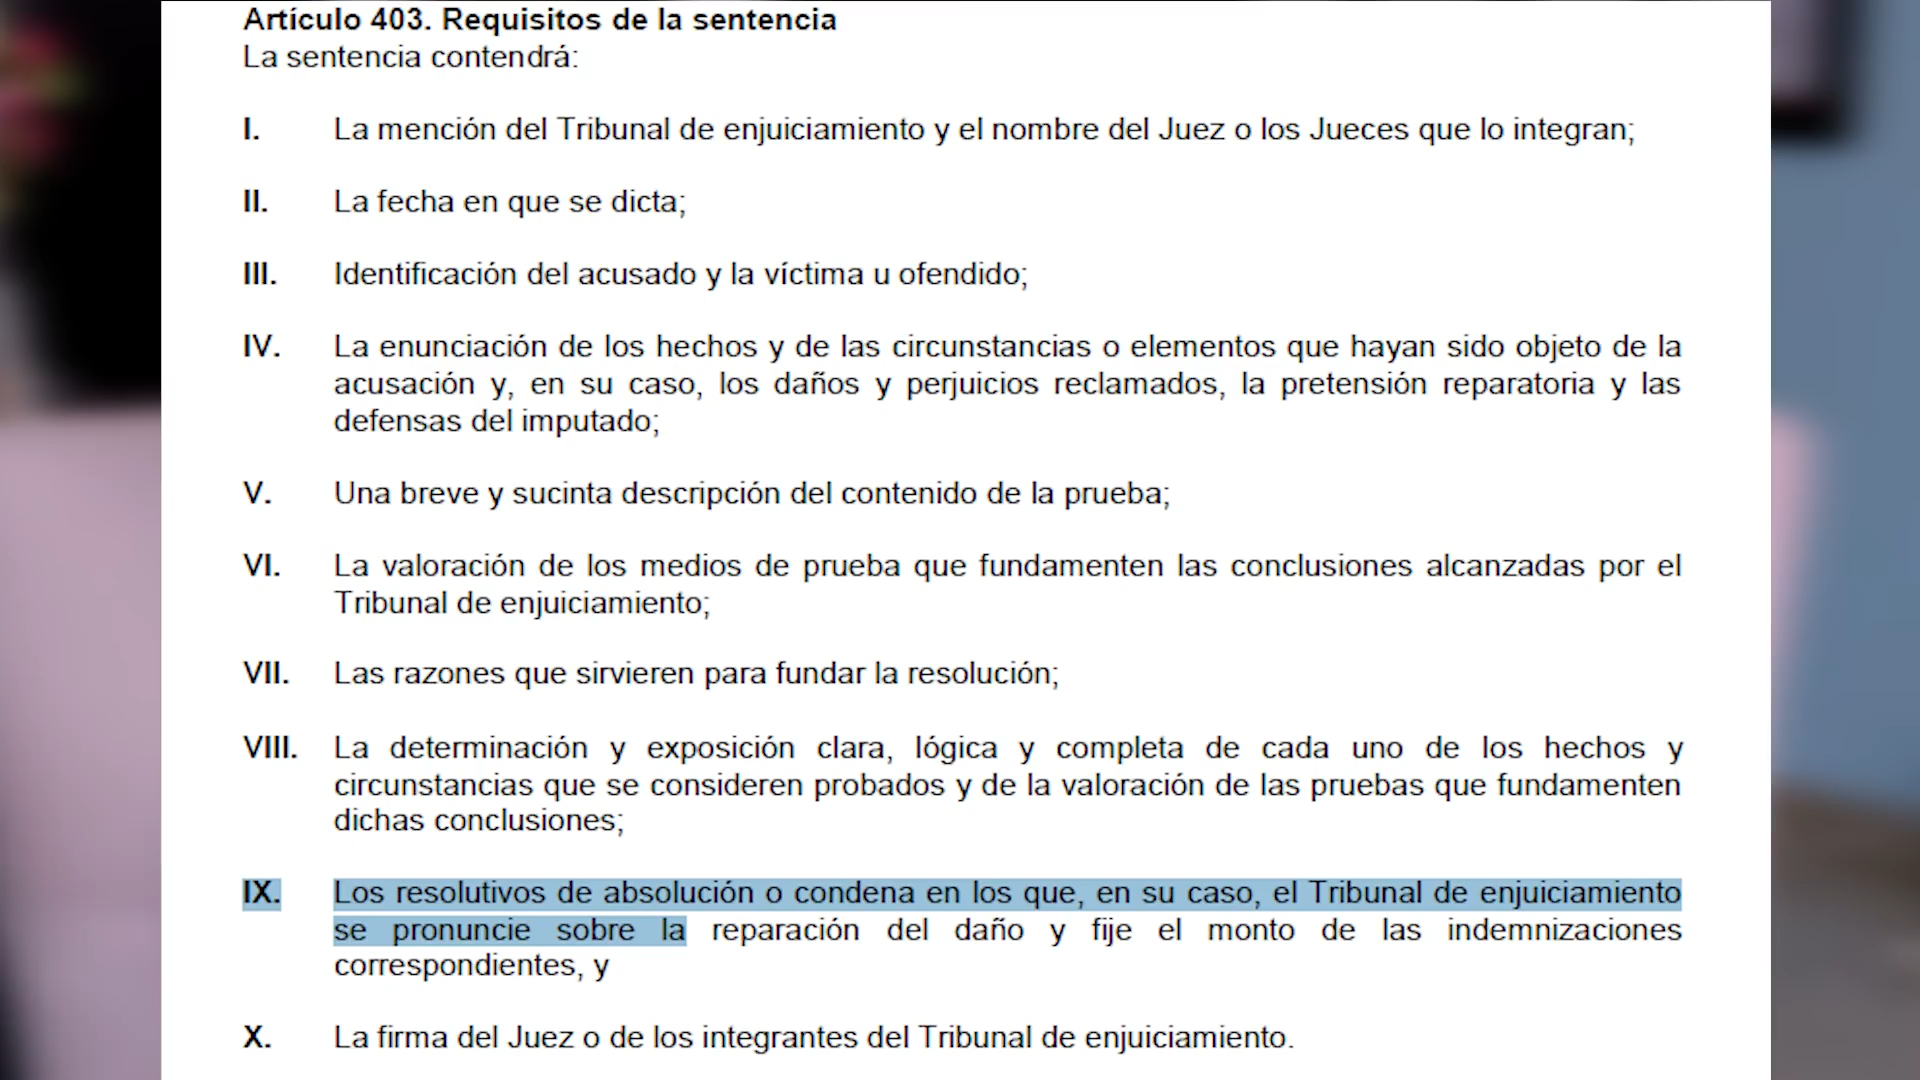 Artículo 403. Requisitos de la sentencia
La sentencia contendrá:
I. La mención del Tribunal de enjuiciamiento y el nombre del Juez o los Jueces que lo integran;
II. La fecha en que se dicta;
III. Identificación del acusado y la víctima u ofendido;
IV. La enunciación de los hechos y de las circunstancias o elementos que hayan sido objeto de la
acusación y, en su caso, los daños y perjuicios reclamados, la pretensión reparatoria y las
defensas del imputado;
V. Una breve y sucinta descripción del contenido de la prueba;
VI. La valoración de los medios de prueba que fundamenten las conclusiones alcanzadas por el
Tribunal de enjuiciamiento;
VII. Las razones que sirvieren para fundar la resolución;
VIII. La determinación y exposición clara, lógica y completa de cada uno de los hechos y
circunstancias que se consideren probados y de la valoración de las pruebas que fundamenten
dichas conclusiones;
IX. Los resolutivos de absolución o condena en los que, en su caso, el Tribunal de enjuiciamiento
se pronuncie sobre la reparación del daño y fije el monto de las indemnizaciones
correspondientes, y
X. La firma del Juez o de los integrantes del Tribunal de enjuiciamiento.